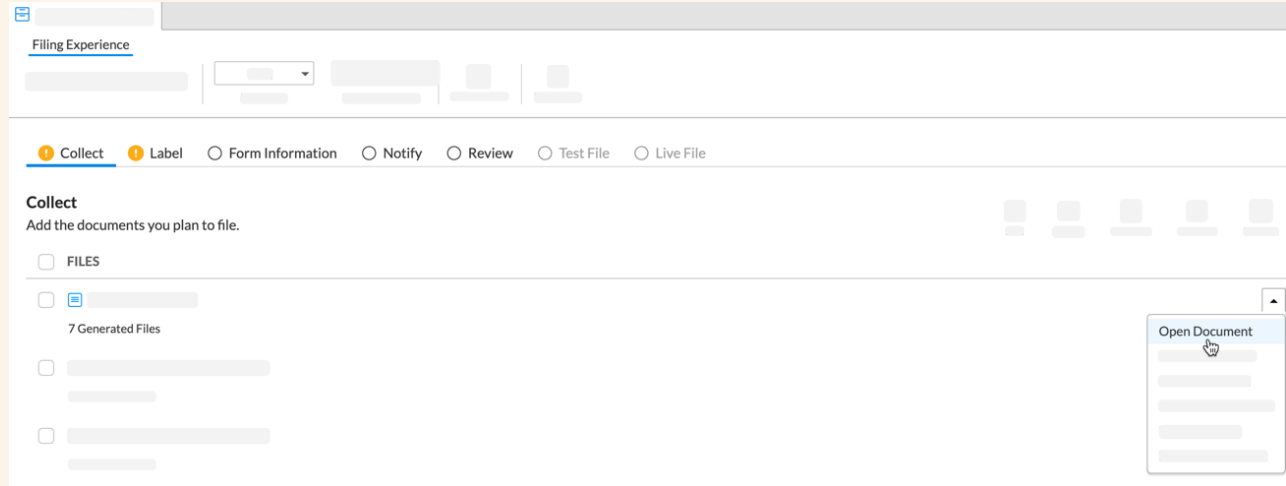 Filing Experience
Collect Label Form Information Notify Review Test File Live File
Collect
Add the documents you plan to file.
FILES
7 Generated Files
Open Document